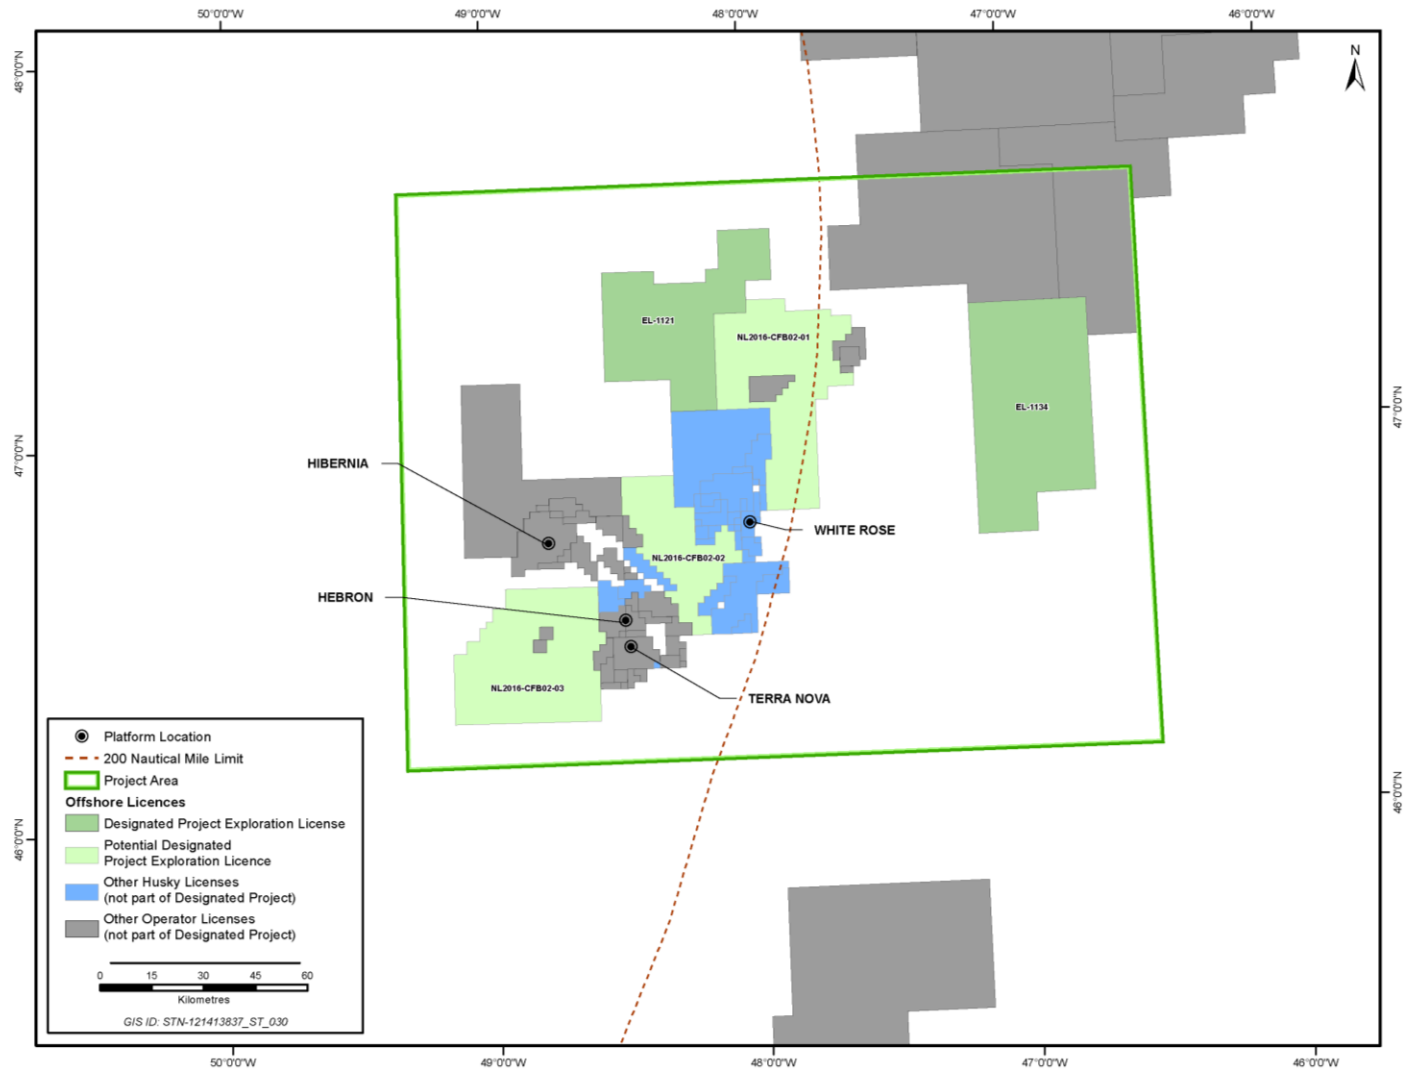 50°0'0"W 49°0'0"W 48°0'0"W 47°0'0"W 46°0'0"W
48°0'0"N
N
EL-1121
NL2016-CFB02-01
47°0'0"N
EL-1134
47°0'0"N
HIBERNIA
WHITE ROSE
NL2016-CFB02-02
HEBRON
NL2016-CFB02-03
TERRA NOVA
46°0'0"N
46°0'0"N
Platform Location
200 Nautical Mile Limit
Project Area
Offshore Licences
Designated Project Exploration License
Potential Designated
Project Exploration Licence
Other Husky Licenses
(not part of Designated Project)
Other Operator Licenses
(not part of Designated Project)
0 15 30 45 60
Kilometres
GIS ID: STN-121413837_ST_030
50°0'0"W 49°0'0"W 48°0'0"W 47°0'0"W 46°0'0"W